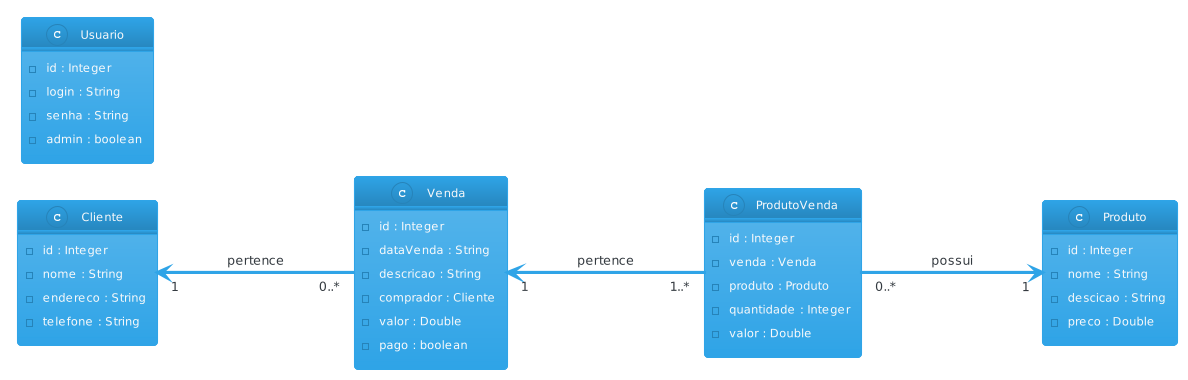 C Usuario
id : Integer
login : String
senha : String
admin : boolean
C Cliente
id : Integer
nome : String
endereco : String
telefone : String
pertence
1
0..*
C Venda
id : Integer
dataVenda : String
descricao : String
comprador : Cliente
valor : Double
pago : boolean
pertence
1
1..*
C ProdutoVenda
id : Integer
venda : Venda
produto : Produto
quantidade : Integer
valor : Double
possui
0..*
1
C Produto
id : Integer
nome : String
descicao : String
preco : Double